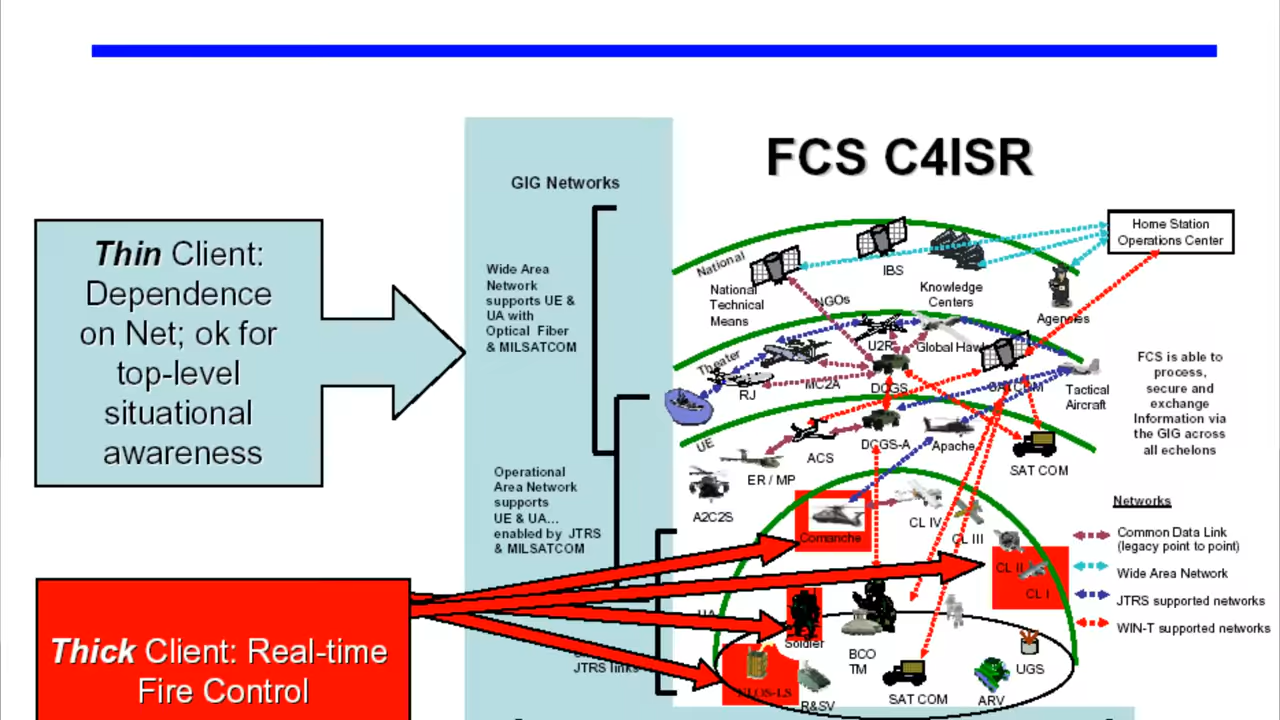 FCS C4ISR
GIG Networks
Thin Client:
Dependence
on Net; ok for
top-level
situational
awareness
Wide Area
Network
supports UE &
UA with
Optical Fiber
& MILSATCOM
Operational
Area Network
supports
UE & UA...
enabled by JTRS
& MILSATCOM
JTRS links
Thick Client: Real-time
Fire Control
Home Station
Operations Center
National
IBS
National
Technical
Means
NGOs
Knowledge
Centers
Agencies
Theater
U2R
Global Hawk
RJ
MC2A
DCGS
SATCOM
Tactical
Aircraft
UE
ACS
DCGS-A
Apache
SAT COM
ER / MP
A2C2S
CL IV
CL III
Comanche
CL II
CL I
UA
Soldier
BCO
TM
UGS
NLOS-LS
R&SV
SAT COM
ARV
FCS is able to
process,
secure and
exchange
Information via
the GIG across
all echelons
Networks
Common Data Link
(legacy point to point)
Wide Area Network
JTRS supported networks
WIN-T supported networks